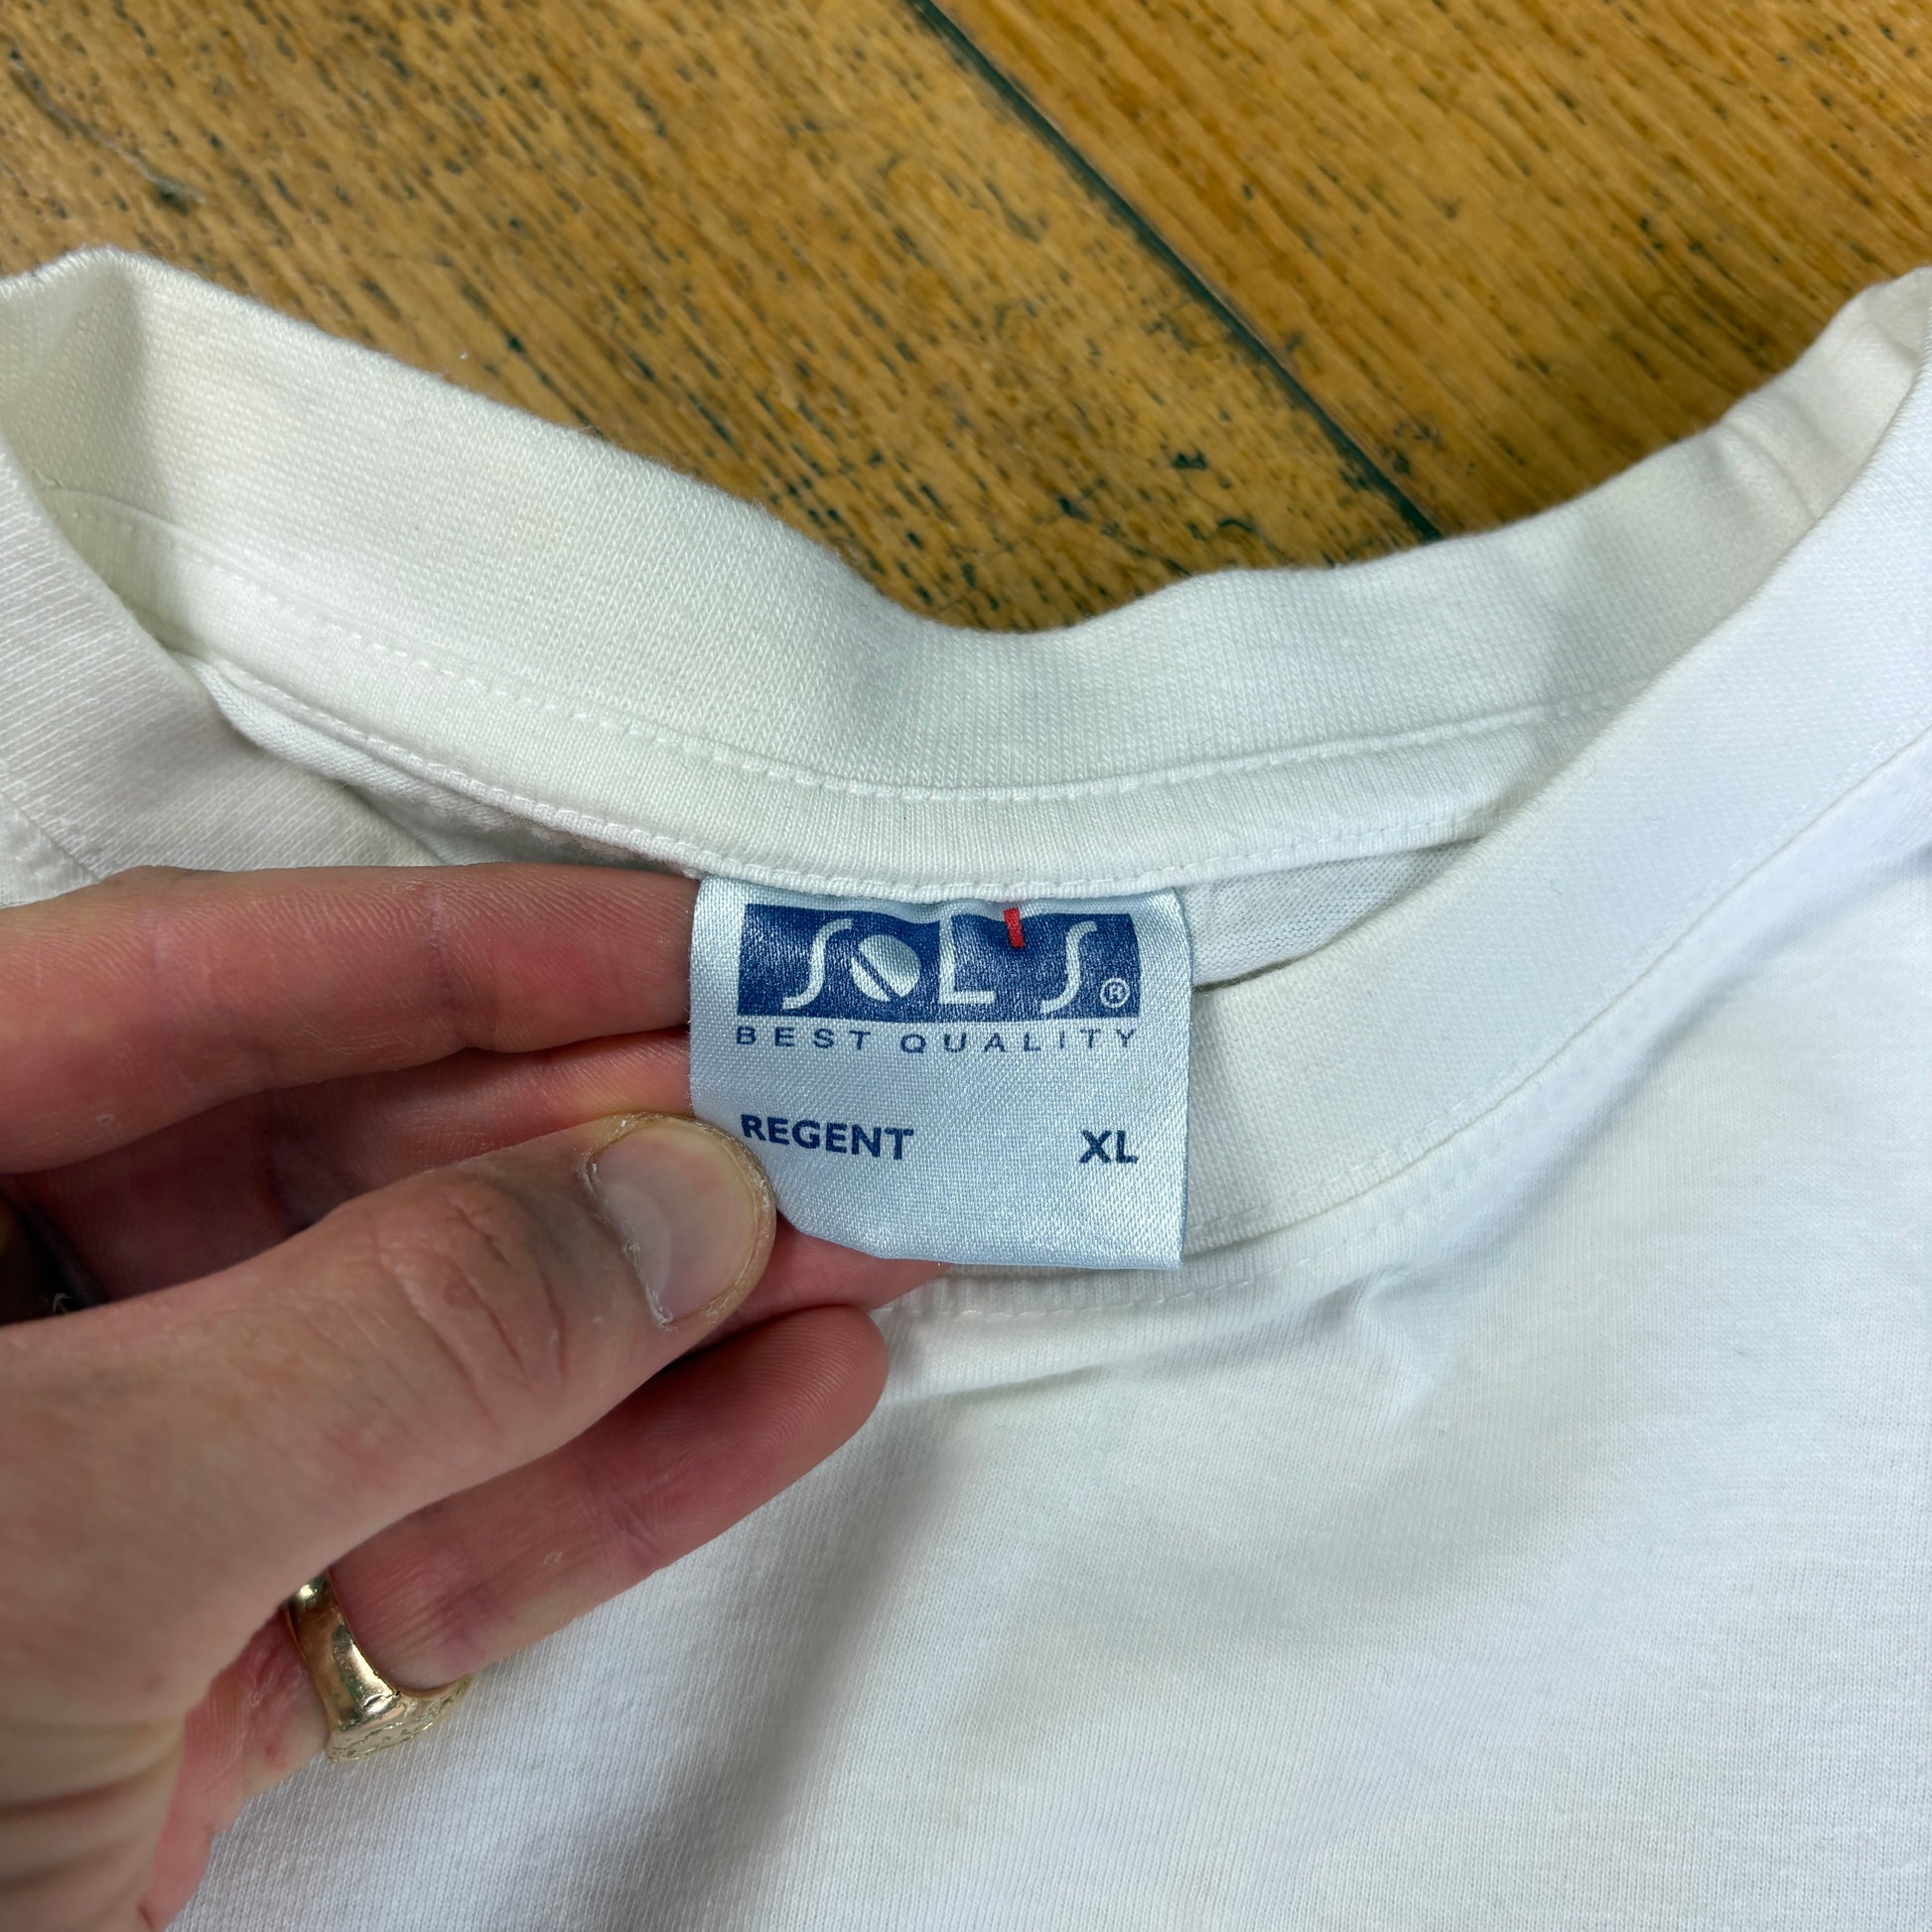 SOL'S®
BEST QUALITY
REGENT XL